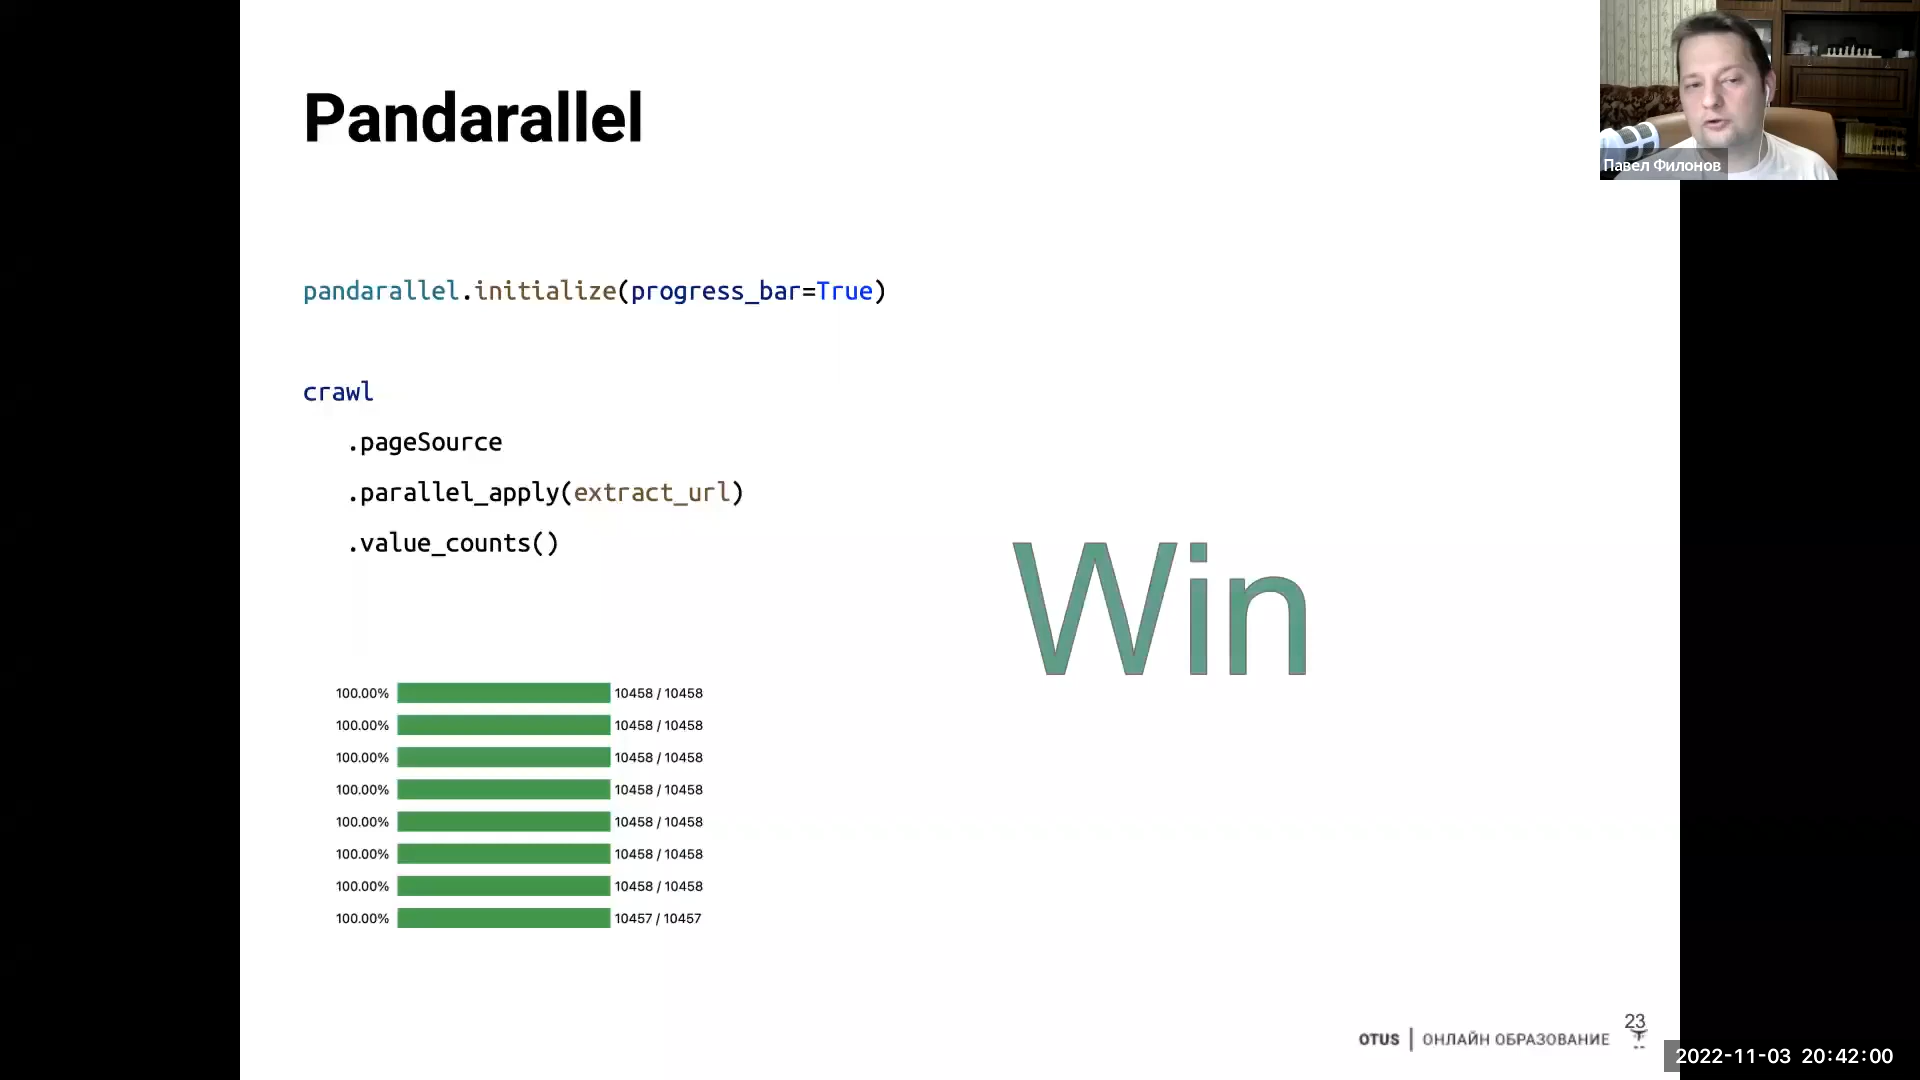 Pandarallel
Павел Филонов
pandarallel.initialize(progress_bar=True)
crawl
.pageSource
.parallel_apply(extract_url)
.value_counts()
Win
100.00% 10458 / 10458
100.00% 10458 / 10458
100.00% 10458 / 10458
100.00% 10458 / 10458
100.00% 10458 / 10458
100.00% 10458 / 10458
100.00% 10458 / 10458
100.00% 10457 / 10457
OTUS | ОНЛАЙН ОБРАЗОВАНИЕ
23
2022-11-03 20:42:00